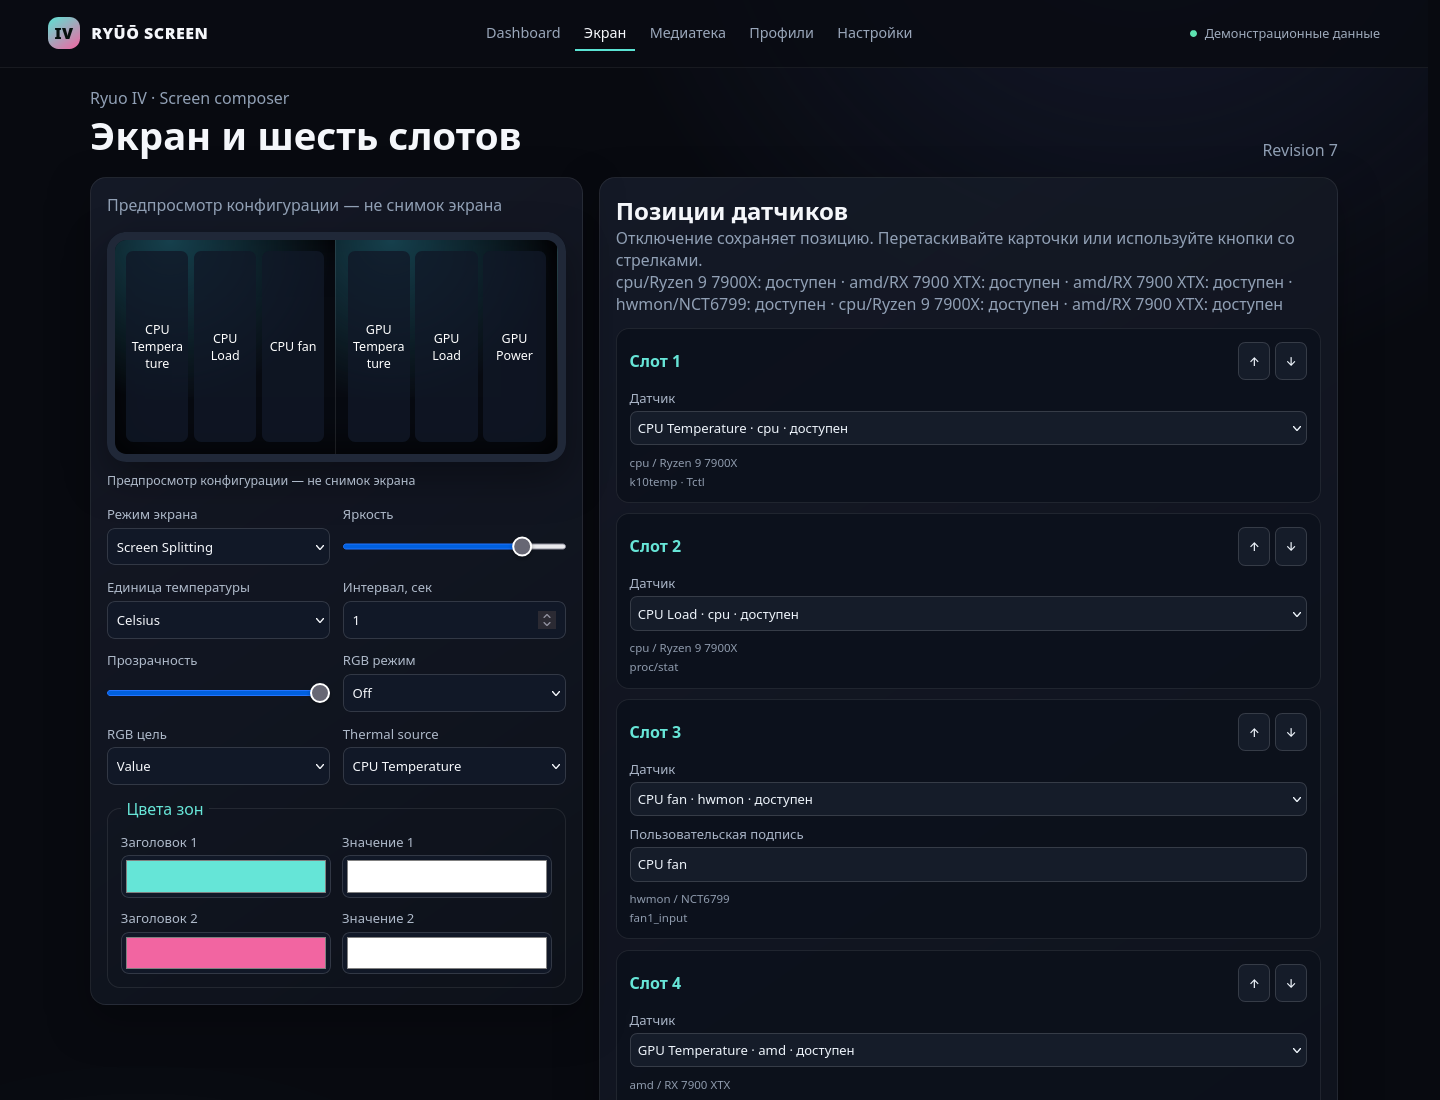 IV RYŪŌ SCREEN
Dashboard Экран Медиатека Профили Настройки
Демонстрационные данные
Ryuo IV · Screen composer
Экран и шесть слотов
Revision 7
Предпросмотр конфигурации — не снимок экрана
CPU
Tempera
ture
CPU
Load
CPU fan
GPU
Tempera
ture
GPU
Load
GPU
Power
Предпросмотр конфигурации — не снимок экрана
Режим экрана
Screen Splitting
Яркость
Единица температуры
Celsius
Интервал, сек
1
Прозрачность
RGB режим
Off
RGB цель
Value
Thermal source
CPU Temperature
Цвета зон
Заголовок 1
Значение 1
Заголовок 2
Значение 2
Позиции датчиков
Отключение сохраняет позицию. Перетаскивайте карточки или используйте кнопки со
стрелками.
cpu/Ryzen 9 7900X: доступен · amd/RX 7900 XTX: доступен · amd/RX 7900 XTX: доступен ·
hwmon/NCT6799: доступен · cpu/Ryzen 9 7900X: доступен · amd/RX 7900 XTX: доступен
Слот 1
↑ ↓
Датчик
CPU Temperature · cpu · доступен
cpu / Ryzen 9 7900X
k10temp · Tctl
Слот 2
↑ ↓
Датчик
CPU Load · cpu · доступен
cpu / Ryzen 9 7900X
proc/stat
Слот 3
↑ ↓
Датчик
CPU fan · hwmon · доступен
Пользовательская подпись
CPU fan
hwmon / NCT6799
fan1_input
Слот 4
↑ ↓
Датчик
GPU Temperature · amd · доступен
amd / RX 7900 XTX